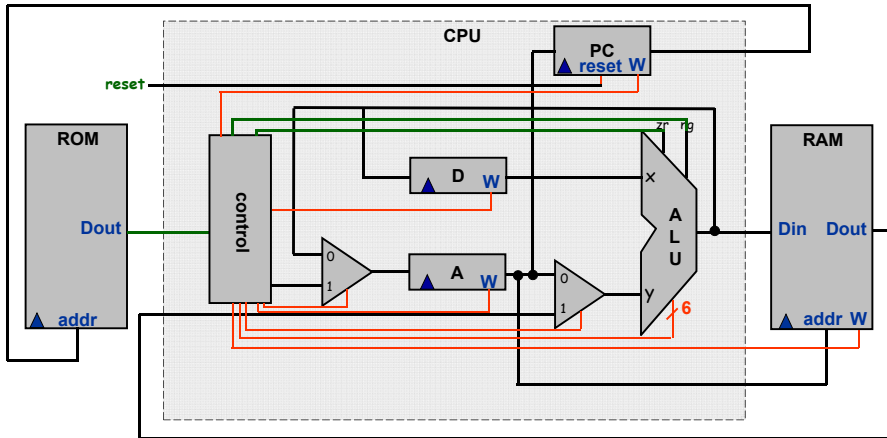 CPU
PC
reset W
reset
zr ng
ROM
RAM
control
D
W
x
ALU
Dout
Din Dout
0
1
A
W
0
1
y
6
addr
addr W